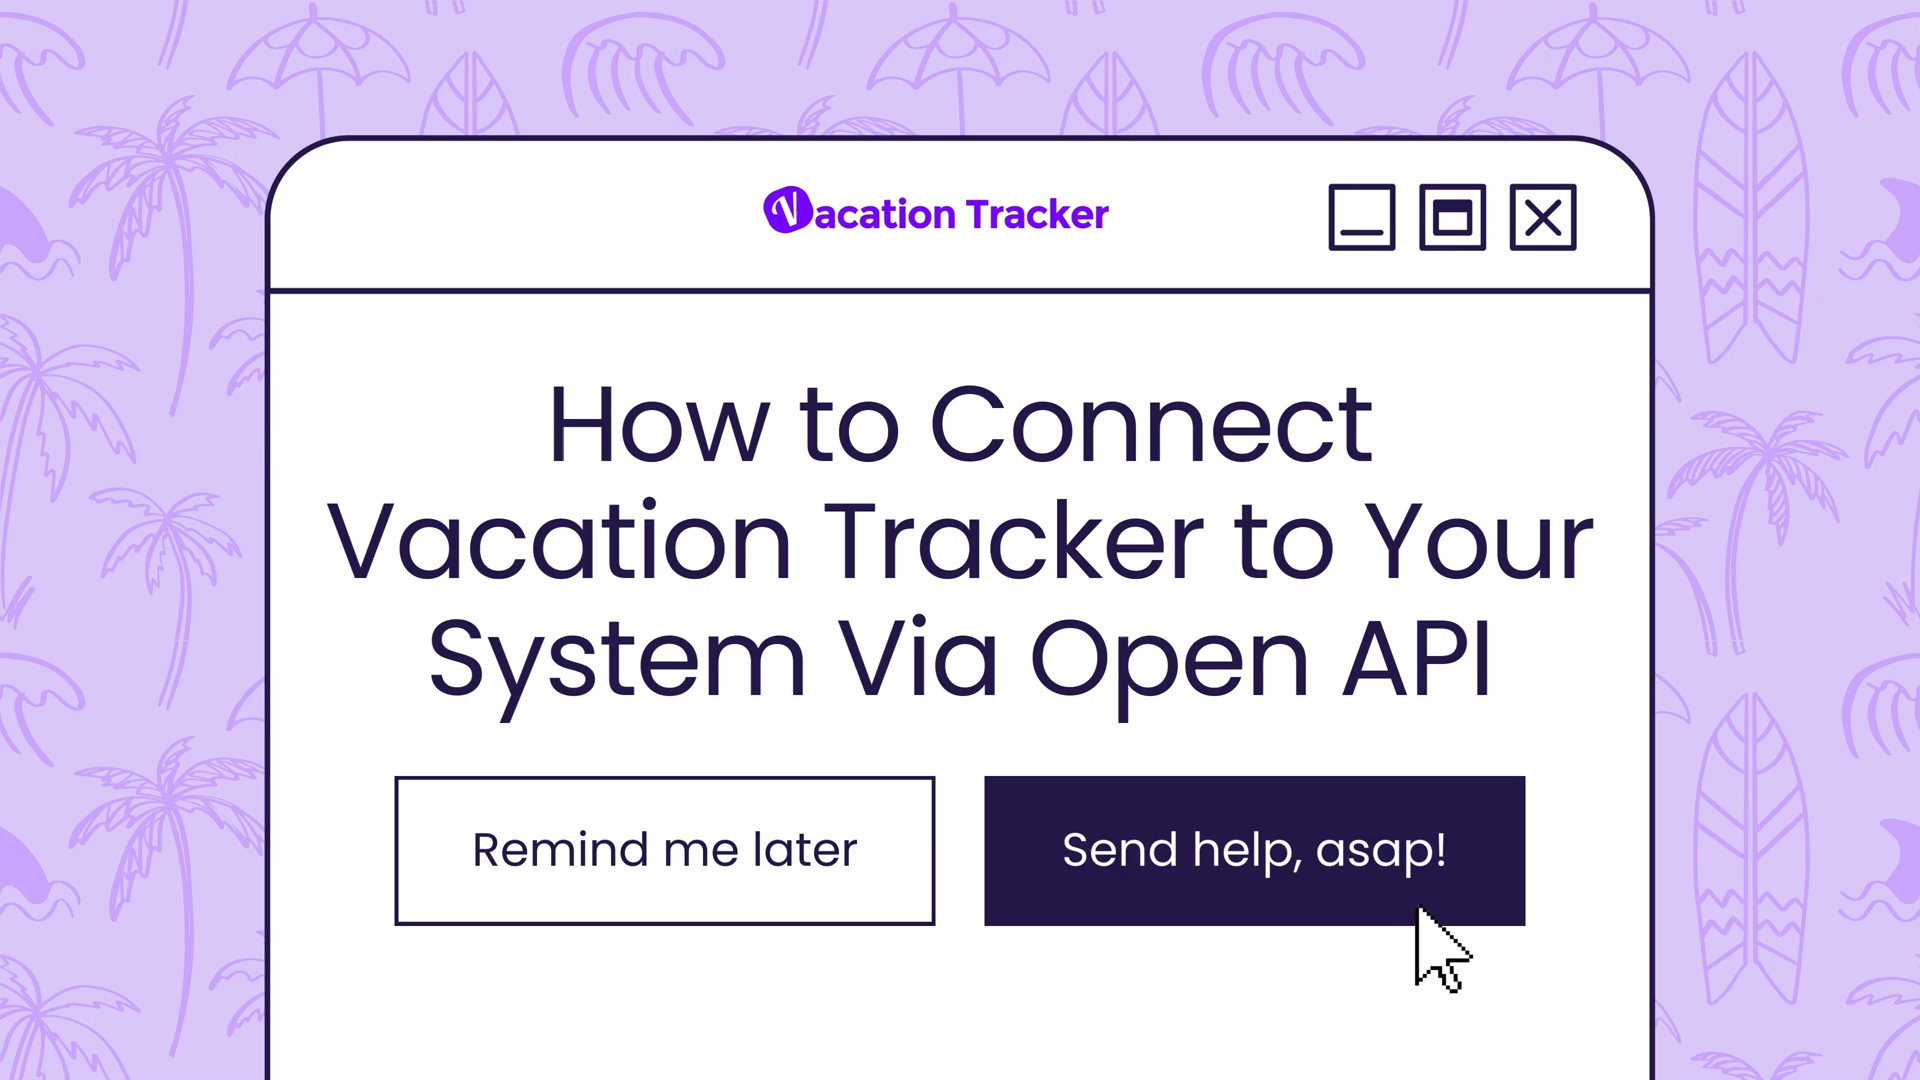 Vacation Tracker
How to Connect
Vacation Tracker to Your
System Via Open API
Remind me later
Send help, asap!